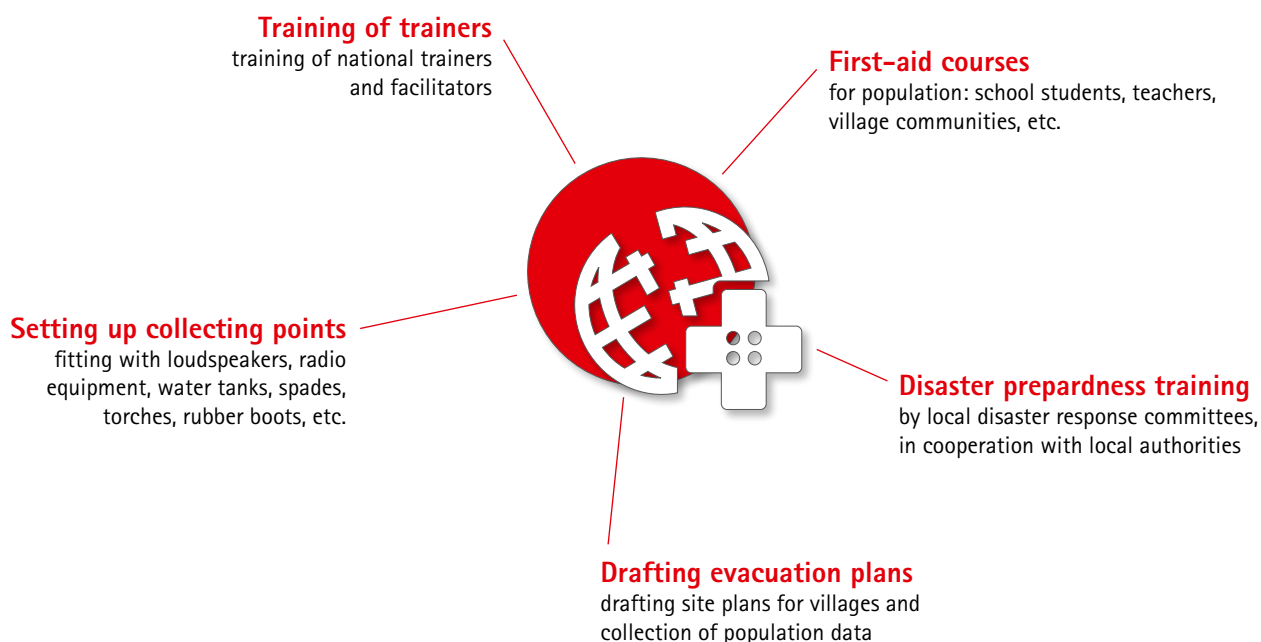 Training of trainers
training of national trainers
and facilitators
First-aid courses
for population: school students, teachers,
village communities, etc.
Setting up collecting points
fitting with loudspeakers, radio
equipment, water tanks, spades,
torches, rubber boots, etc.
Disaster prepardness training
by local disaster response committees,
in cooperation with local authorities
Drafting evacuation plans
drafting site plans for villages and
collection of population data